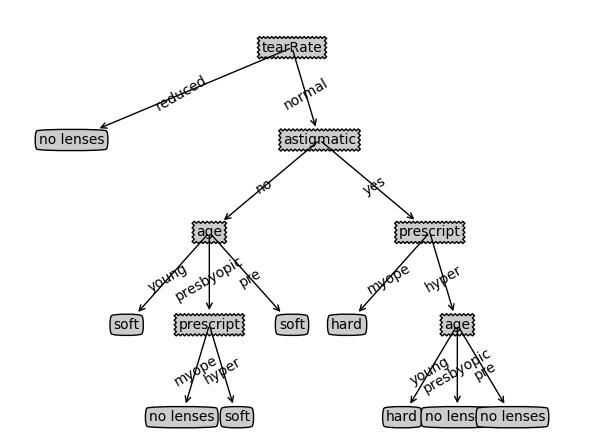 tearRate
reduced
normal
no lenses
astigmatic
no
yes
age
prescript
young
presbyopic
pre
myope
hyper
soft
prescript
soft
hard
age
myope
hyper
young
presbyopic
pre
no lenses
soft
hard
no lenses
no lenses